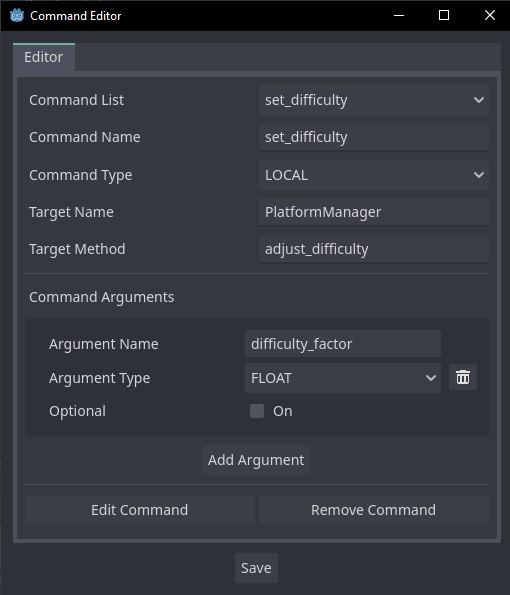 Command Editor
Editor
Command List set_difficulty
Command Name set_difficulty
Command Type LOCAL
Target Name PlatformManager
Target Method adjust_difficulty
Command Arguments
Argument Name difficulty_factor
Argument Type FLOAT
Optional On
Add Argument
Edit Command Remove Command
Save